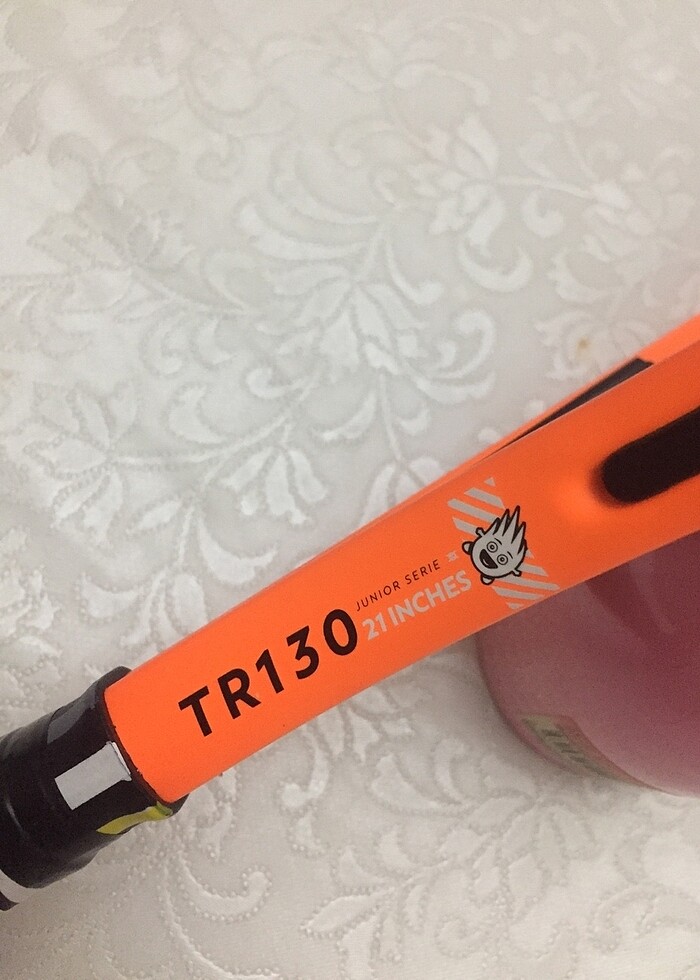 TR130
JUNIOR SERIE
21 INCHES